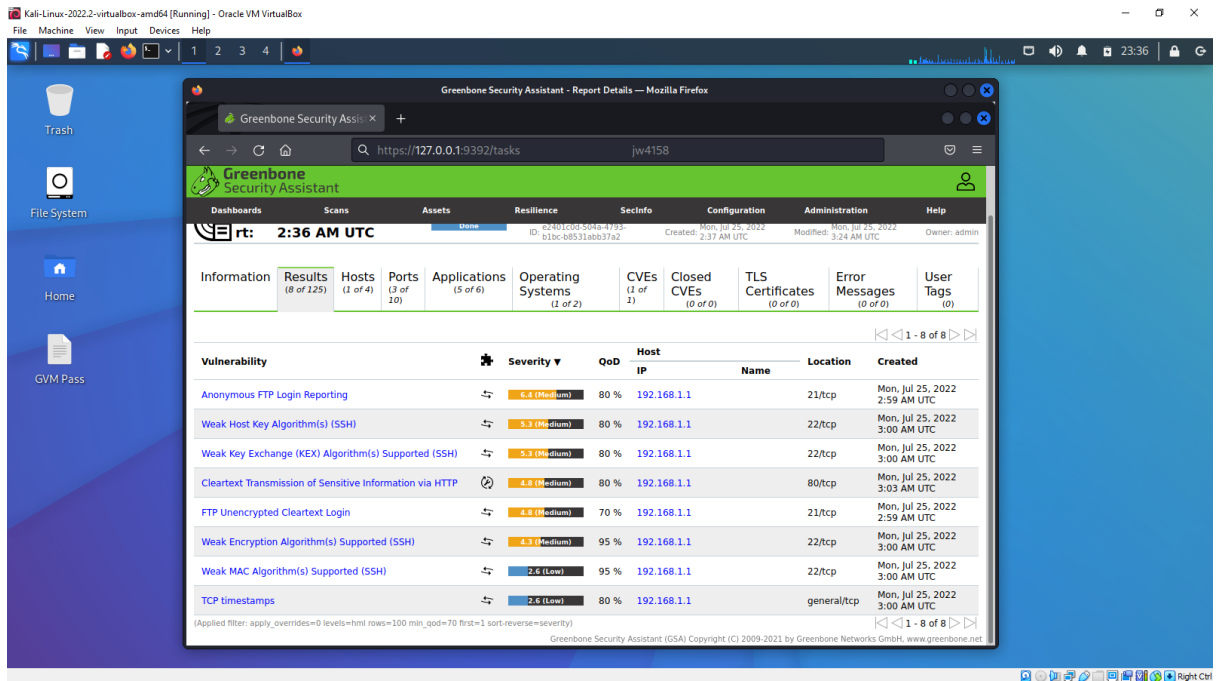 Kali-Linux-2022.2-virtualbox-amd64 [Running] - Oracle VM VirtualBox
File Machine View Input Devices Help
1 2 3 4
23:36
Trash
File System
Home
GVM Pass
Greenbone Security Assistant - Report Details — Mozilla Firefox
Greenbone Security Assis
https://127.0.0.1:9392/tasks jw4158
Greenbone
Security Assistant
Dashboards Scans Assets Resilience SecInfo Configuration Administration Help
rt: 2:36 AM UTC Done ID: e2401c0d-504a-4793-b1bc-b8531abb37a2 Created: Mon, Jul 25, 2022 2:37 AM UTC Modified: Mon, Jul 25, 2022 3:24 AM UTC Owner: admin
Information
Results (8 of 125)
Hosts (1 of 4)
Ports (3 of 10)
Applications (5 of 6)
Operating Systems (1 of 2)
CVEs (1 of 1)
Closed CVEs (0 of 0)
TLS Certificates (0 of 0)
Error Messages (0 of 0)
User Tags (0)
1 - 8 of 8
Vulnerability Severity ▼ QoD Host Location Created
IP Name
Anonymous FTP Login Reporting 6.4 (Medium) 80 % 192.168.1.1 21/tcp Mon, Jul 25, 2022 2:59 AM UTC
Weak Host Key Algorithm(s) (SSH) 5.3 (Medium) 80 % 192.168.1.1 22/tcp Mon, Jul 25, 2022 3:00 AM UTC
Weak Key Exchange (KEX) Algorithm(s) Supported (SSH) 5.3 (Medium) 80 % 192.168.1.1 22/tcp Mon, Jul 25, 2022 3:00 AM UTC
Cleartext Transmission of Sensitive Information via HTTP 4.8 (Medium) 80 % 192.168.1.1 80/tcp Mon, Jul 25, 2022 3:03 AM UTC
FTP Unencrypted Cleartext Login 4.8 (Medium) 70 % 192.168.1.1 21/tcp Mon, Jul 25, 2022 2:59 AM UTC
Weak Encryption Algorithm(s) Supported (SSH) 4.3 (Medium) 95 % 192.168.1.1 22/tcp Mon, Jul 25, 2022 3:00 AM UTC
Weak MAC Algorithm(s) Supported (SSH) 2.6 (Low) 95 % 192.168.1.1 22/tcp Mon, Jul 25, 2022 3:00 AM UTC
TCP timestamps 2.6 (Low) 80 % 192.168.1.1 general/tcp Mon, Jul 25, 2022 3:00 AM UTC
(Applied filter: apply_overrides=0 levels=hml rows=100 min_qod=70 first=1 sort-reverse=severity)
1 - 8 of 8
Greenbone Security Assistant (GSA) Copyright (C) 2009-2021 by Greenbone Networks GmbH, www.greenbone.net
Right Ctrl